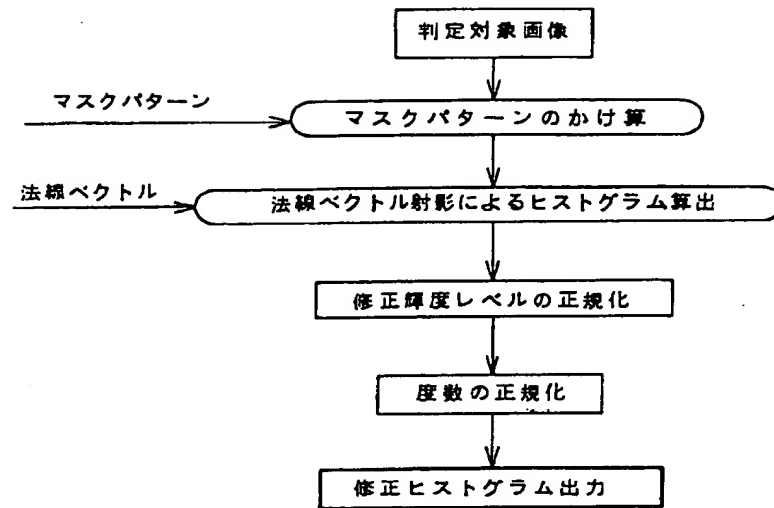 判定対象画像
マスクパターン
マスクパターンのかけ算
法線ベクトル
法線ベクトル射影によるヒストグラム算出
修正輝度レベルの正規化
度数の正規化
修正ヒストグラム出力